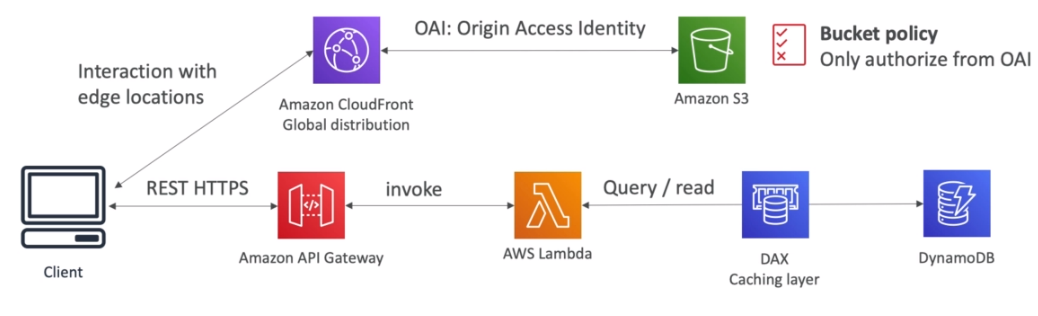 OAI: Origin Access Identity
Bucket policy
Only authorize from OAI
Interaction with
edge locations
Amazon CloudFront
Global distribution
Amazon S3
REST HTTPS
invoke
Query / read
Client
Amazon API Gateway
AWS Lambda
DAX
Caching layer
DynamoDB